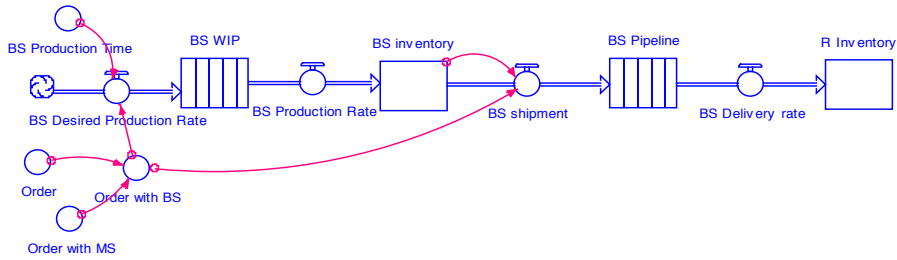 BS Production Time
BS WIP
BS inventory
BS Pipeline
R Inventory
BS Desired Production Rate
BS Production Rate
BS shipment
BS Delivery rate
Order
Order with BS
Order with MS